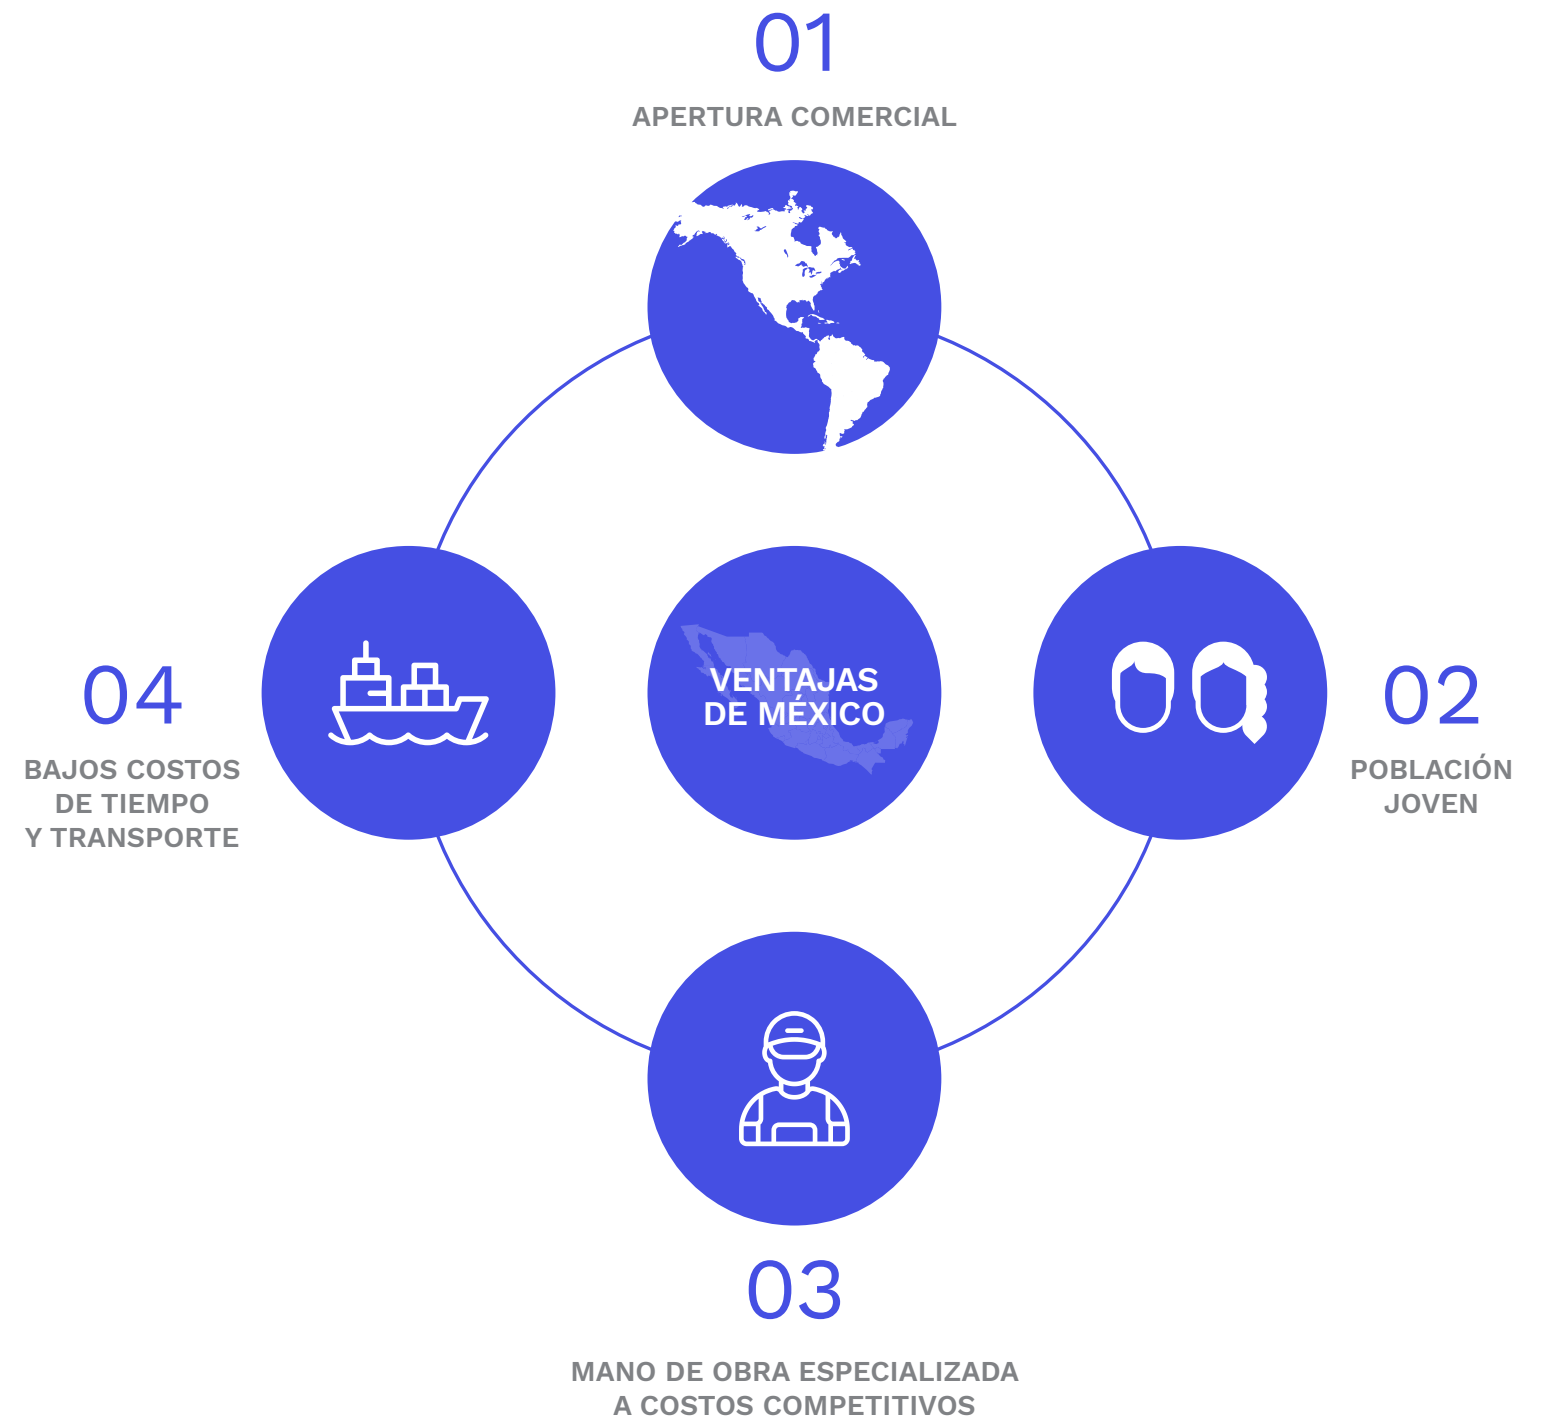 01
APERTURA COMERCIAL
VENTAJAS
DE MÉXICO
02
POBLACIÓN
JOVEN
03
MANO DE OBRA ESPECIALIZADA
A COSTOS COMPETITIVOS
04
BAJOS COSTOS
DE TIEMPO
Y TRANSPORTE